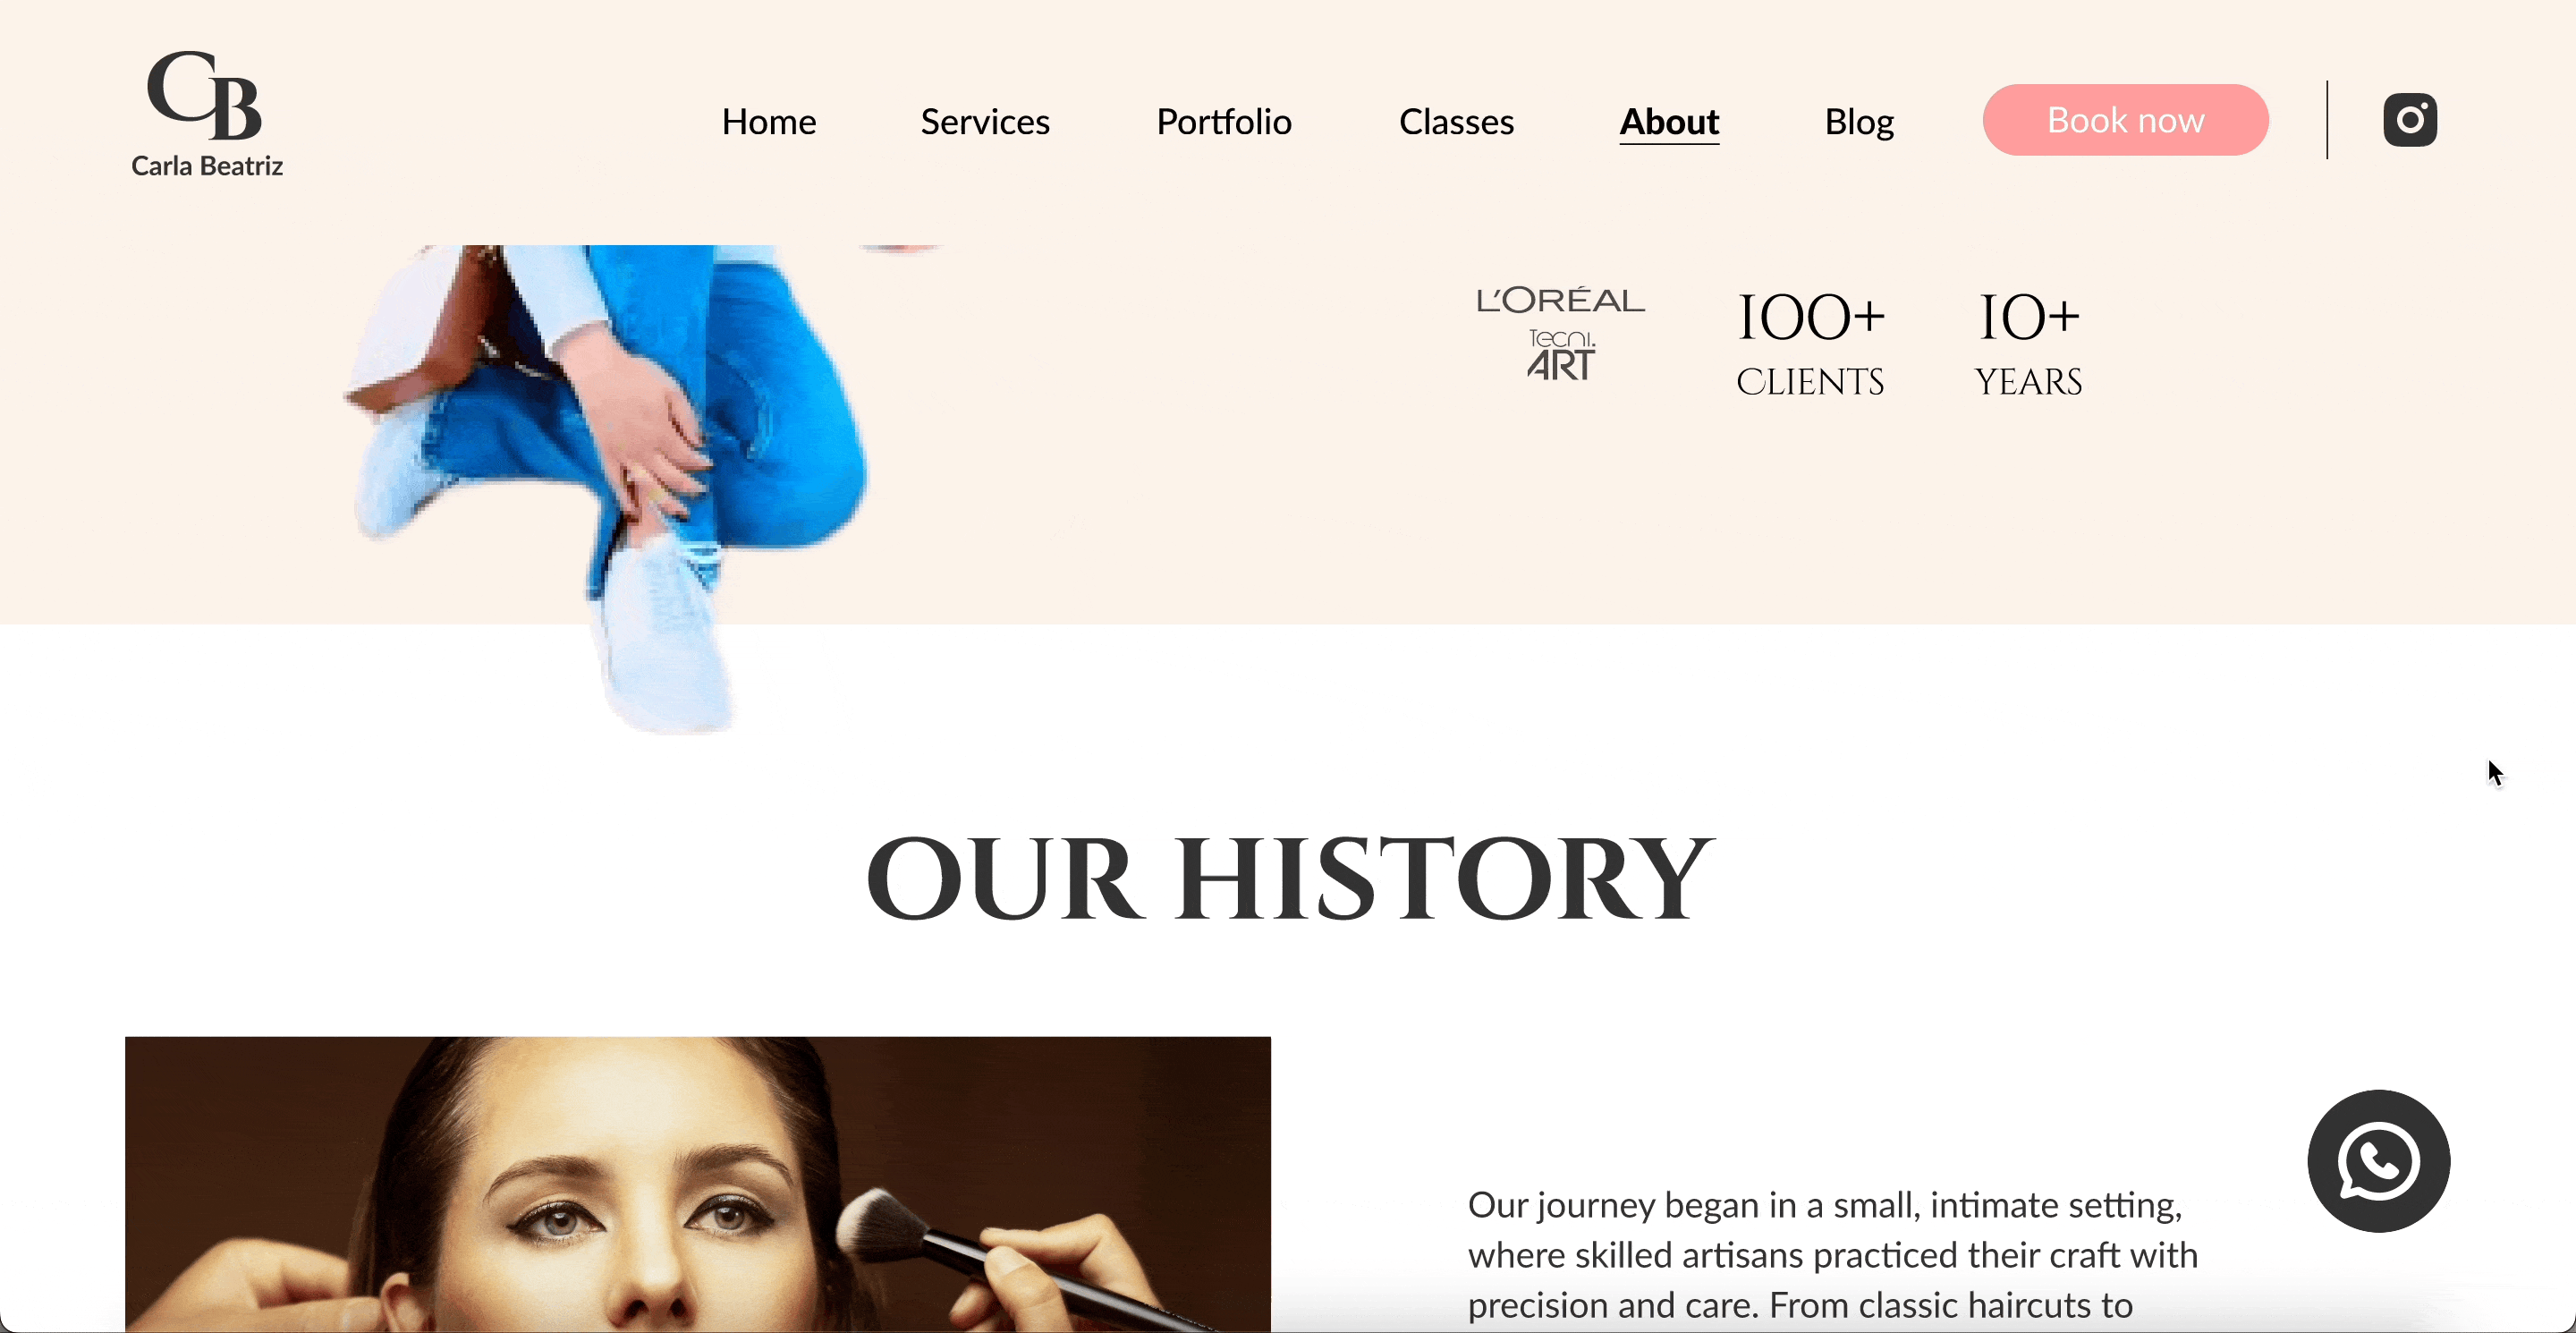 CB
Carla Beatriz
Home Services Portfolio Classes About Blog Book now
L'ORÉAL
Tecni.
ART
100+
CLIENTS
10+
YEARS
OUR HISTORY
Our journey began in a small, intimate setting,
where skilled artisans practiced their craft with
precision and care. From classic haircuts to